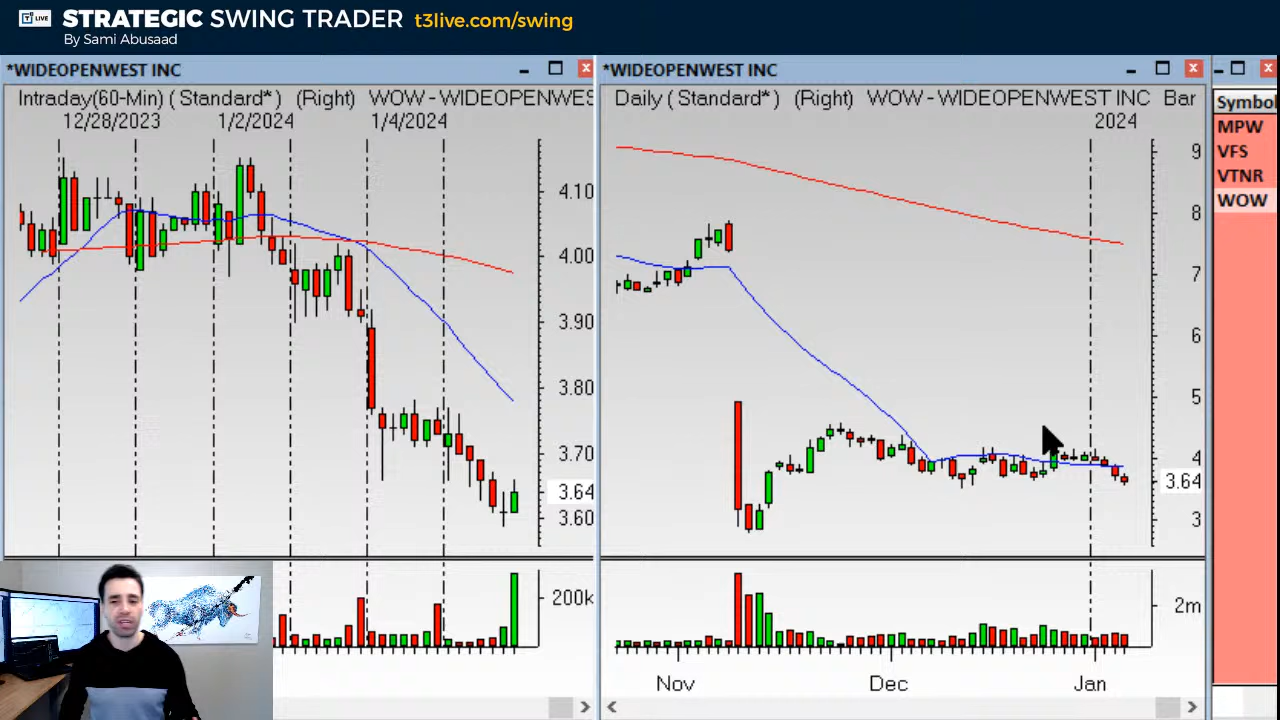 LIVE STRATEGIC SWING TRADER t3live.com/swing
By Sami Abusaad
*WIDEOPENWEST INC
Intraday(60-Min) ( Standard* ) (Right) WOW - WIDEOPENWES
12/28/2023 1/2/2024 1/4/2024
4.10
4.00
3.90
3.80
3.70
3.64
3.60
200k
*WIDEOPENWEST INC
Daily ( Standard* ) (Right) WOW - WIDEOPENWEST INC Bar
2024
9
8
7
6
5
4
3.64
3
2m
Nov Dec Jan
Symbol
MPW
VFS
VTNR
WOW